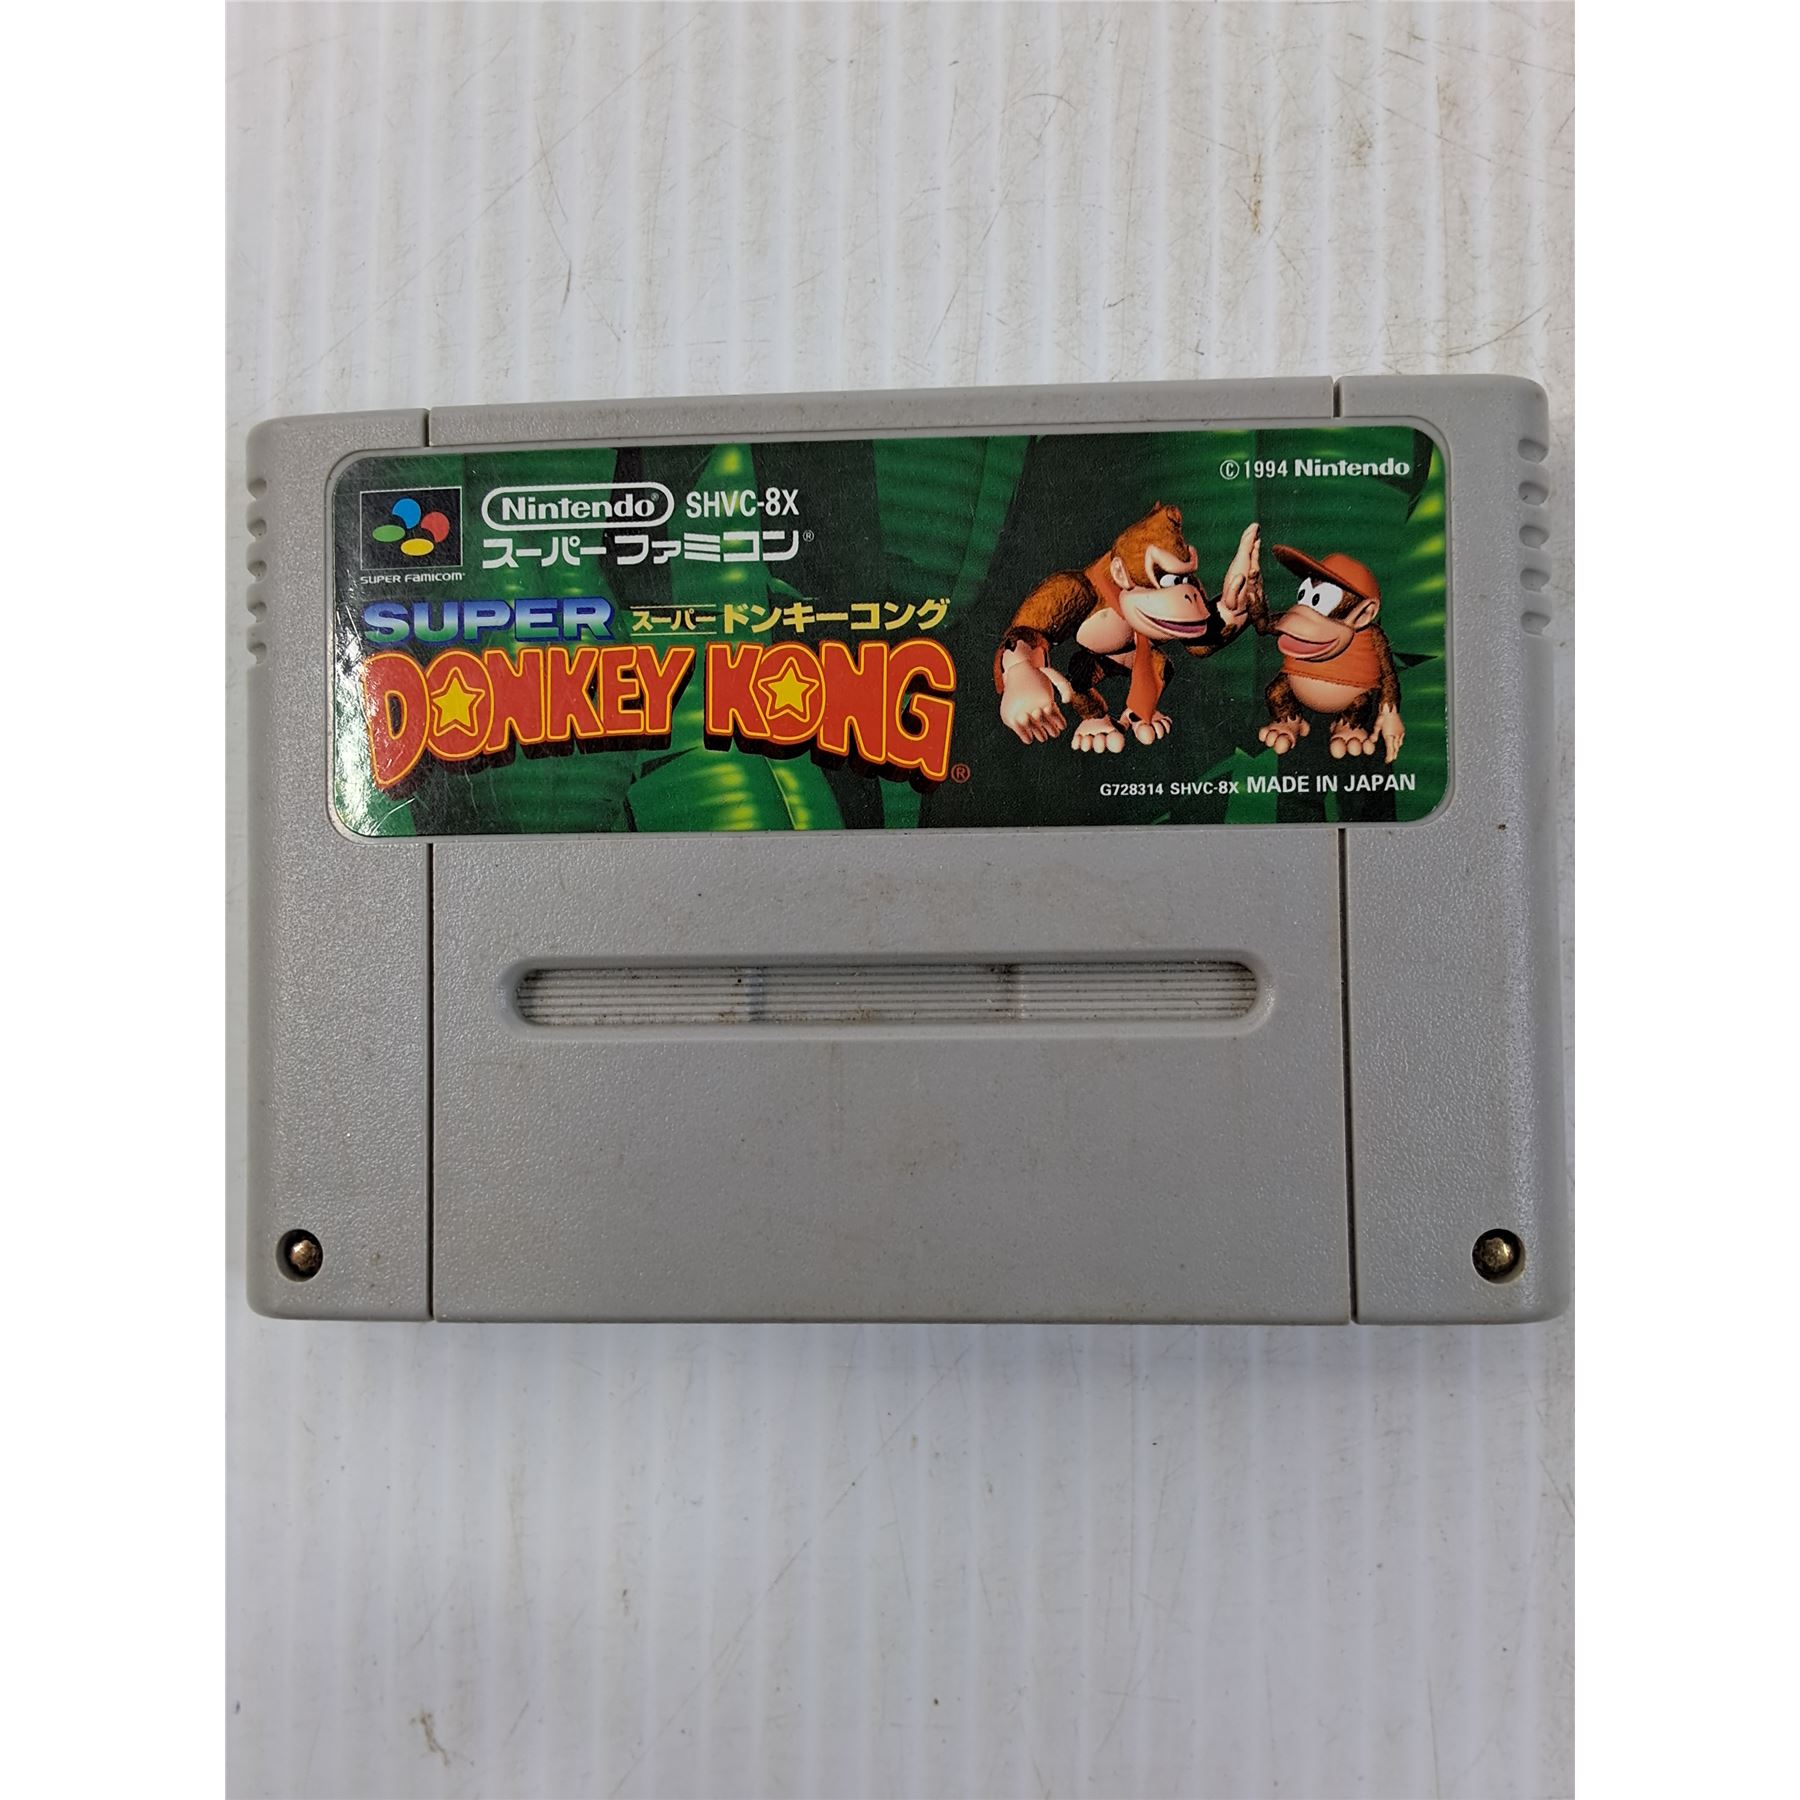 © 1994 Nintendo
Nintendo® SHVC-8X
スーパーファミコン®
SUPER FAMICOM
SUPER スーパードンキーコング
DONKEY KONG®
G728314 SHVC-8X MADE IN JAPAN